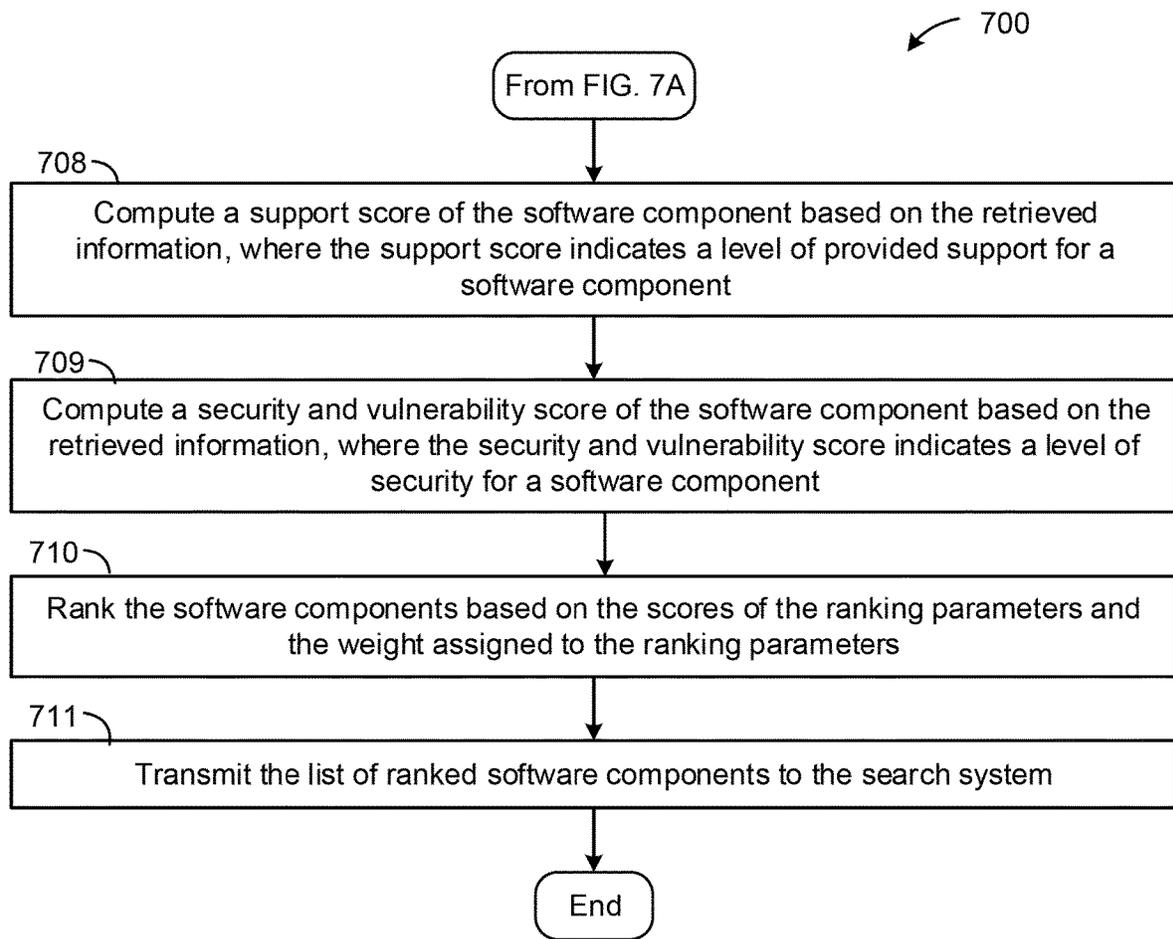 700
From FIG. 7A
708
Compute a support score of the software component based on the retrieved
information, where the support score indicates a level of provided support for a
software component
709
Compute a security and vulnerability score of the software component based on the
retrieved information, where the security and vulnerability score indicates a level of
security for a software component
710
Rank the software components based on the scores of the ranking parameters and
the weight assigned to the ranking parameters
711
Transmit the list of ranked software components to the search system
End